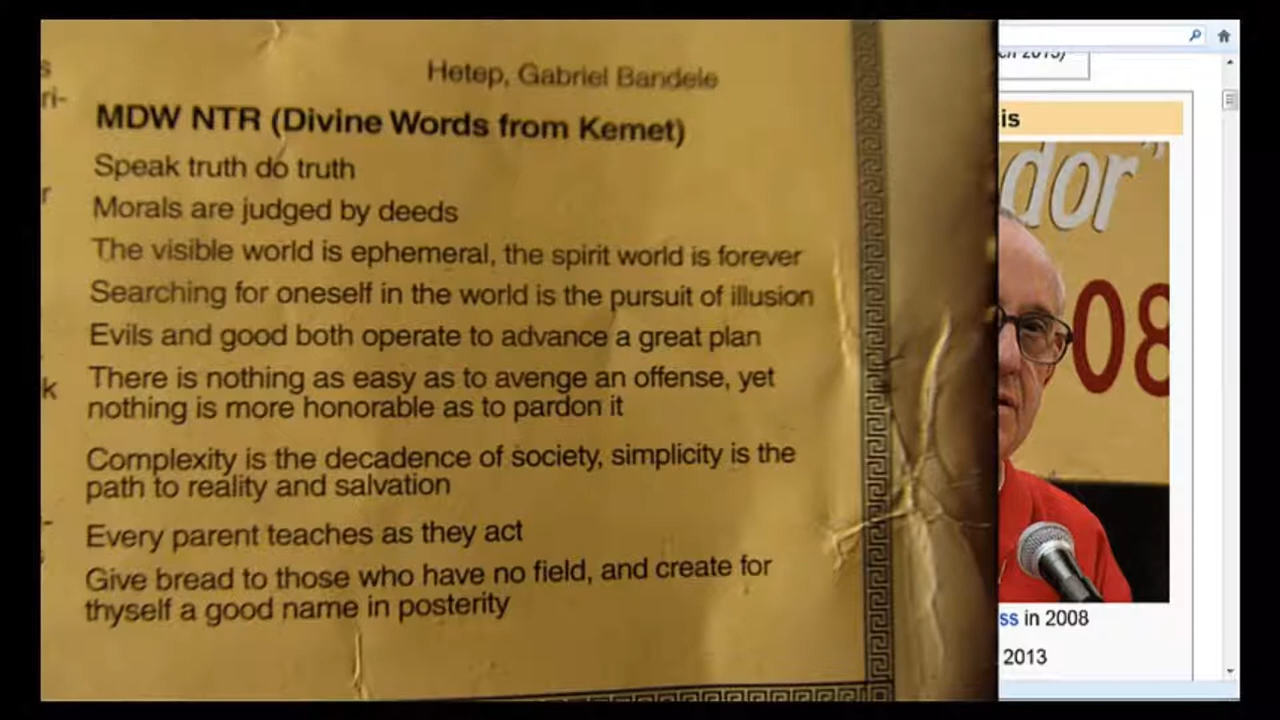 Hetep, Gabriel Bandele
MDW NTR (Divine Words from Kemet)
Speak truth do truth
Morals are judged by deeds
The visible world is ephemeral, the spirit world is forever
Searching for oneself in the world is the pursuit of illusion
Evils and good both operate to advance a great plan
There is nothing as easy as to avenge an offense, yet
nothing is more honorable as to pardon it
Complexity is the decadence of society, simplicity is the
path to reality and salvation
Every parent teaches as they act
Give bread to those who have no field, and create for
thyself a good name in posterity
2013)
is
dor"
08
ss in 2008
2013